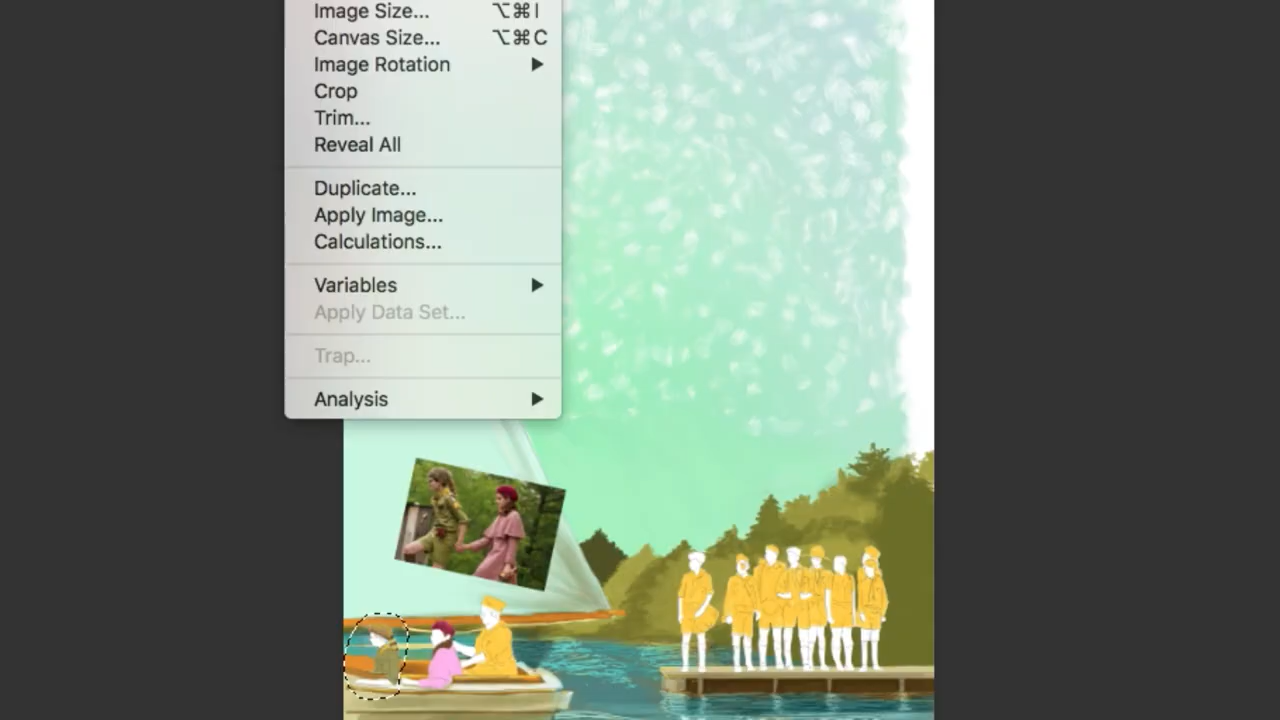 Image Size... ⌥⌘I
Canvas Size... ⌥⌘C
Image Rotation
Crop
Trim...
Reveal All
Duplicate...
Apply Image...
Calculations...
Variables
Apply Data Set...
Trap...
Analysis